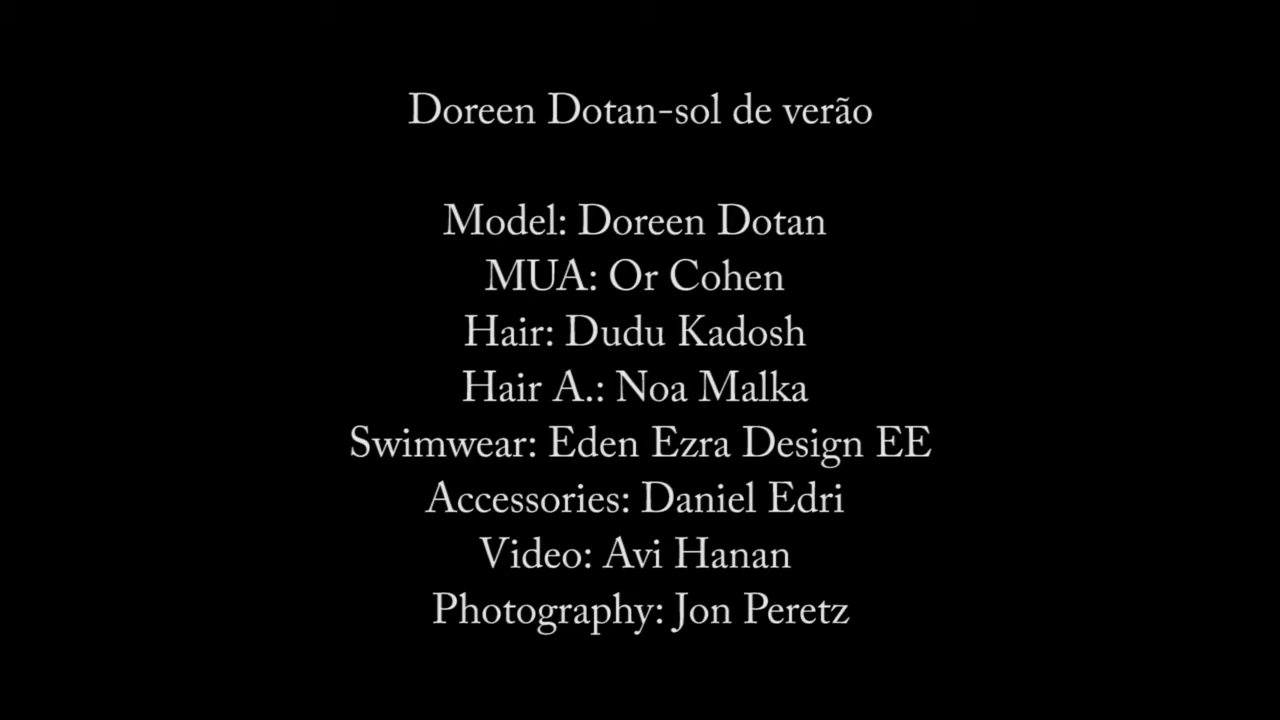 Doreen Dotan-sol de verão
Model: Doreen Dotan
MUA: Or Cohen
Hair: Dudu Kadosh
Hair A.: Noa Malka
Swimwear: Eden Ezra Design EE
Accessories: Daniel Edri
Video: Avi Hanan
Photography: Jon Peretz